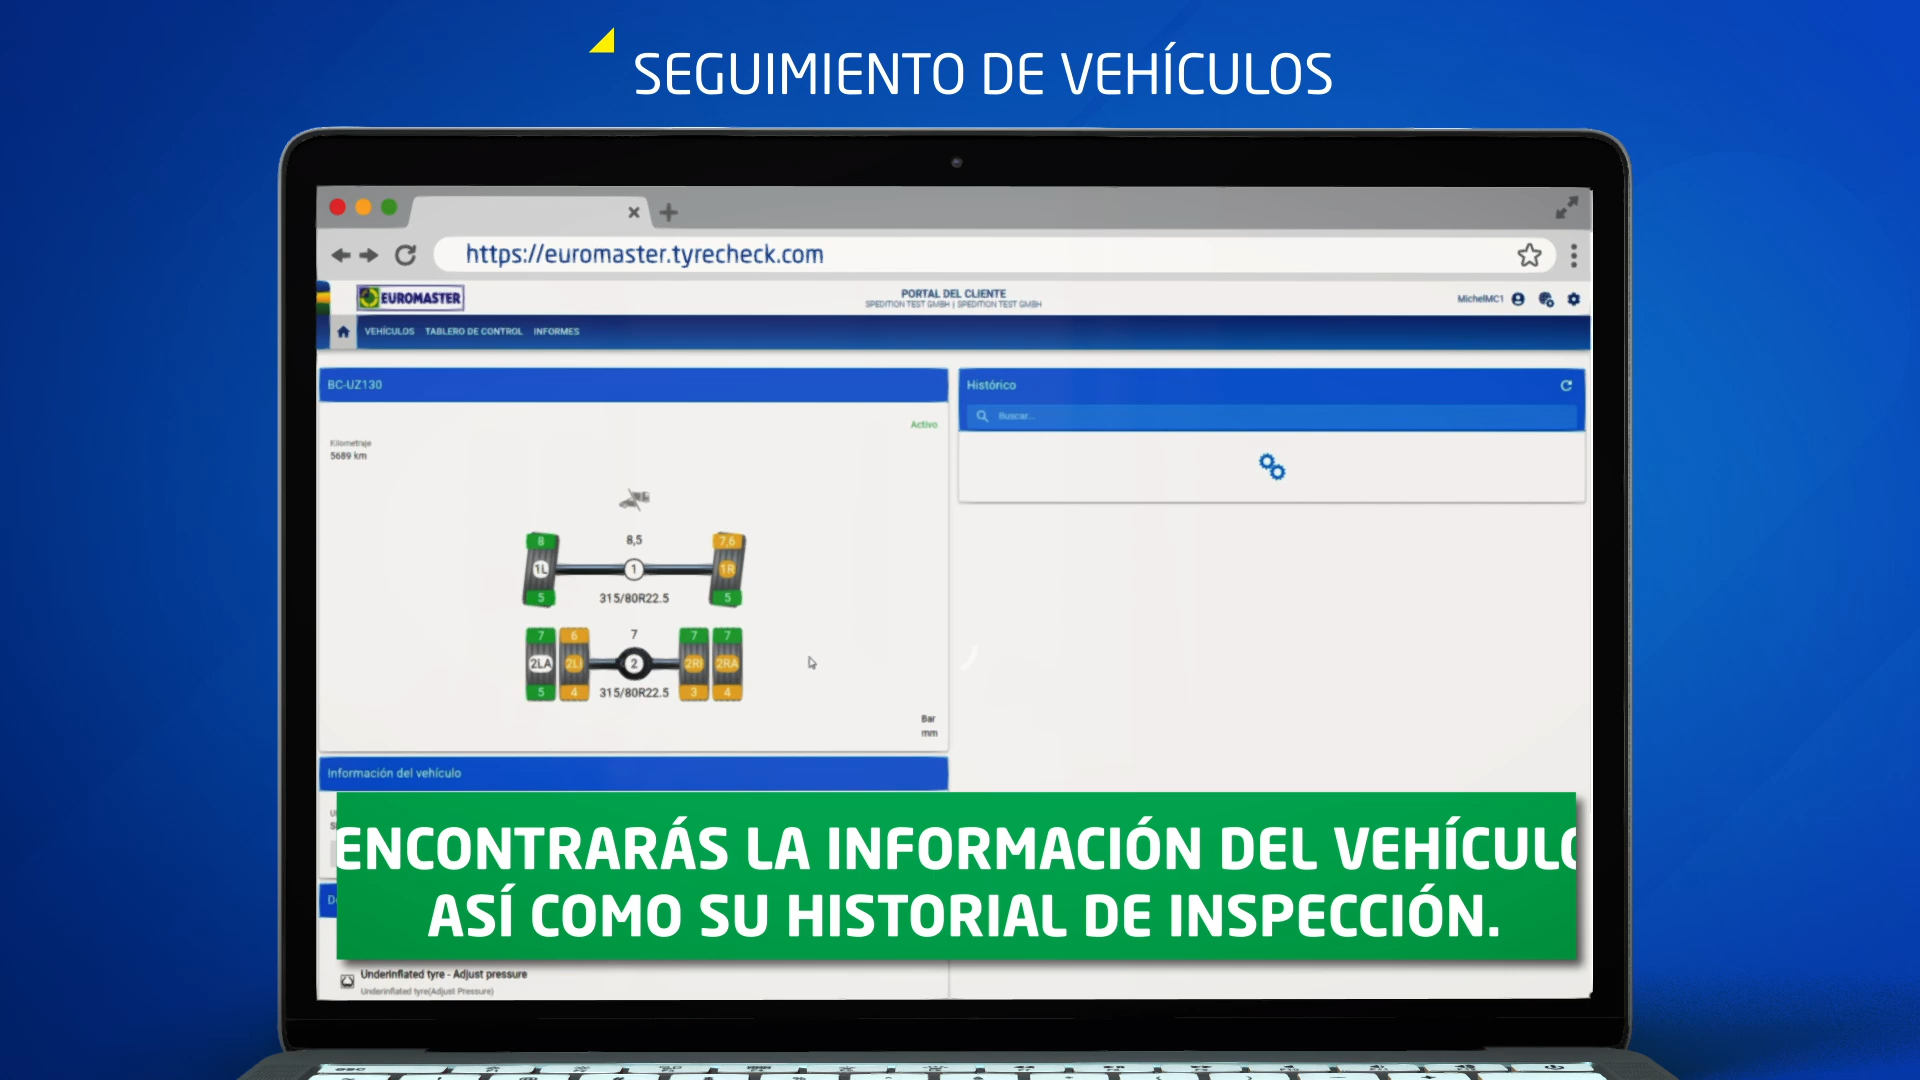 SEGUIMIENTO DE VEHÍCULOS
https://euromaster.tyrecheck.com
EUROMASTER
PORTAL DEL CLIENTE
SPEDITION TEST GMBH | SPEDITION TEST GMBH
MichelMC1
VEHÍCULOS TABLERO DE CONTROL INFORMES
BC-UZ130
Activo
Kilometraje
5689 km
8 8,5 7,6
1L 1 1R
5 315/80R22.5 5
7 6 7 7 7
2LA 2LI 2 2RI 2RA
5 4 315/80R22.5 3 4
Bar
mm
Histórico
Buscar...
Información del vehículo
ENCONTRARÁS LA INFORMACIÓN DEL VEHÍCULO
ASÍ COMO SU HISTORIAL DE INSPECCIÓN.
Underinflated tyre - Adjust pressure
Underinflated tyre(Adjust Pressure)